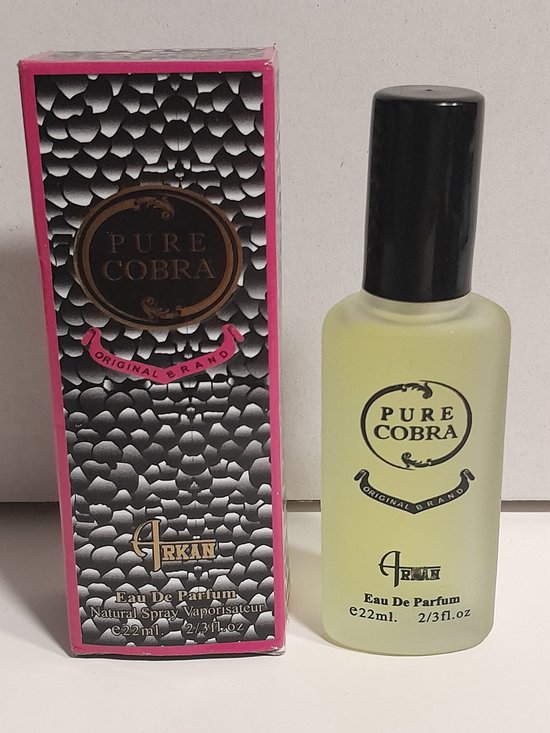 PURE
COBRA
ORIGINAL BRAND
ARKÄN
Eau De Parfum
Natural Spray Vaporisateur
e22ml. 2/3fl.oz
PURE
COBRA
ORIGINAL BRAND
ARKAN
Eau De Parfum
e22ml. 2/3fl.oz